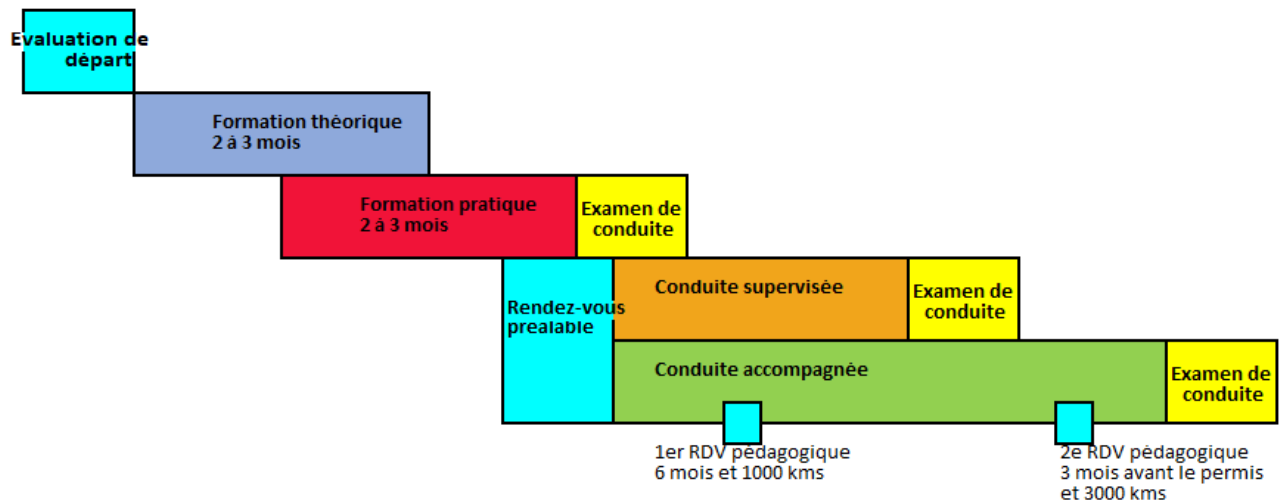 Evaluation de
départ
Formation théorique
2 à 3 mois
Formation pratique
2 à 3 mois
Examen de
conduite
Rendez-vous
préalable
Conduite supervisée
Examen de
conduite
Conduite accompagnée
Examen de
conduite
1er RDV pédagogique
6 mois et 1000 kms
2e RDV pédagogique
3 mois avant le permis
et 3000 kms